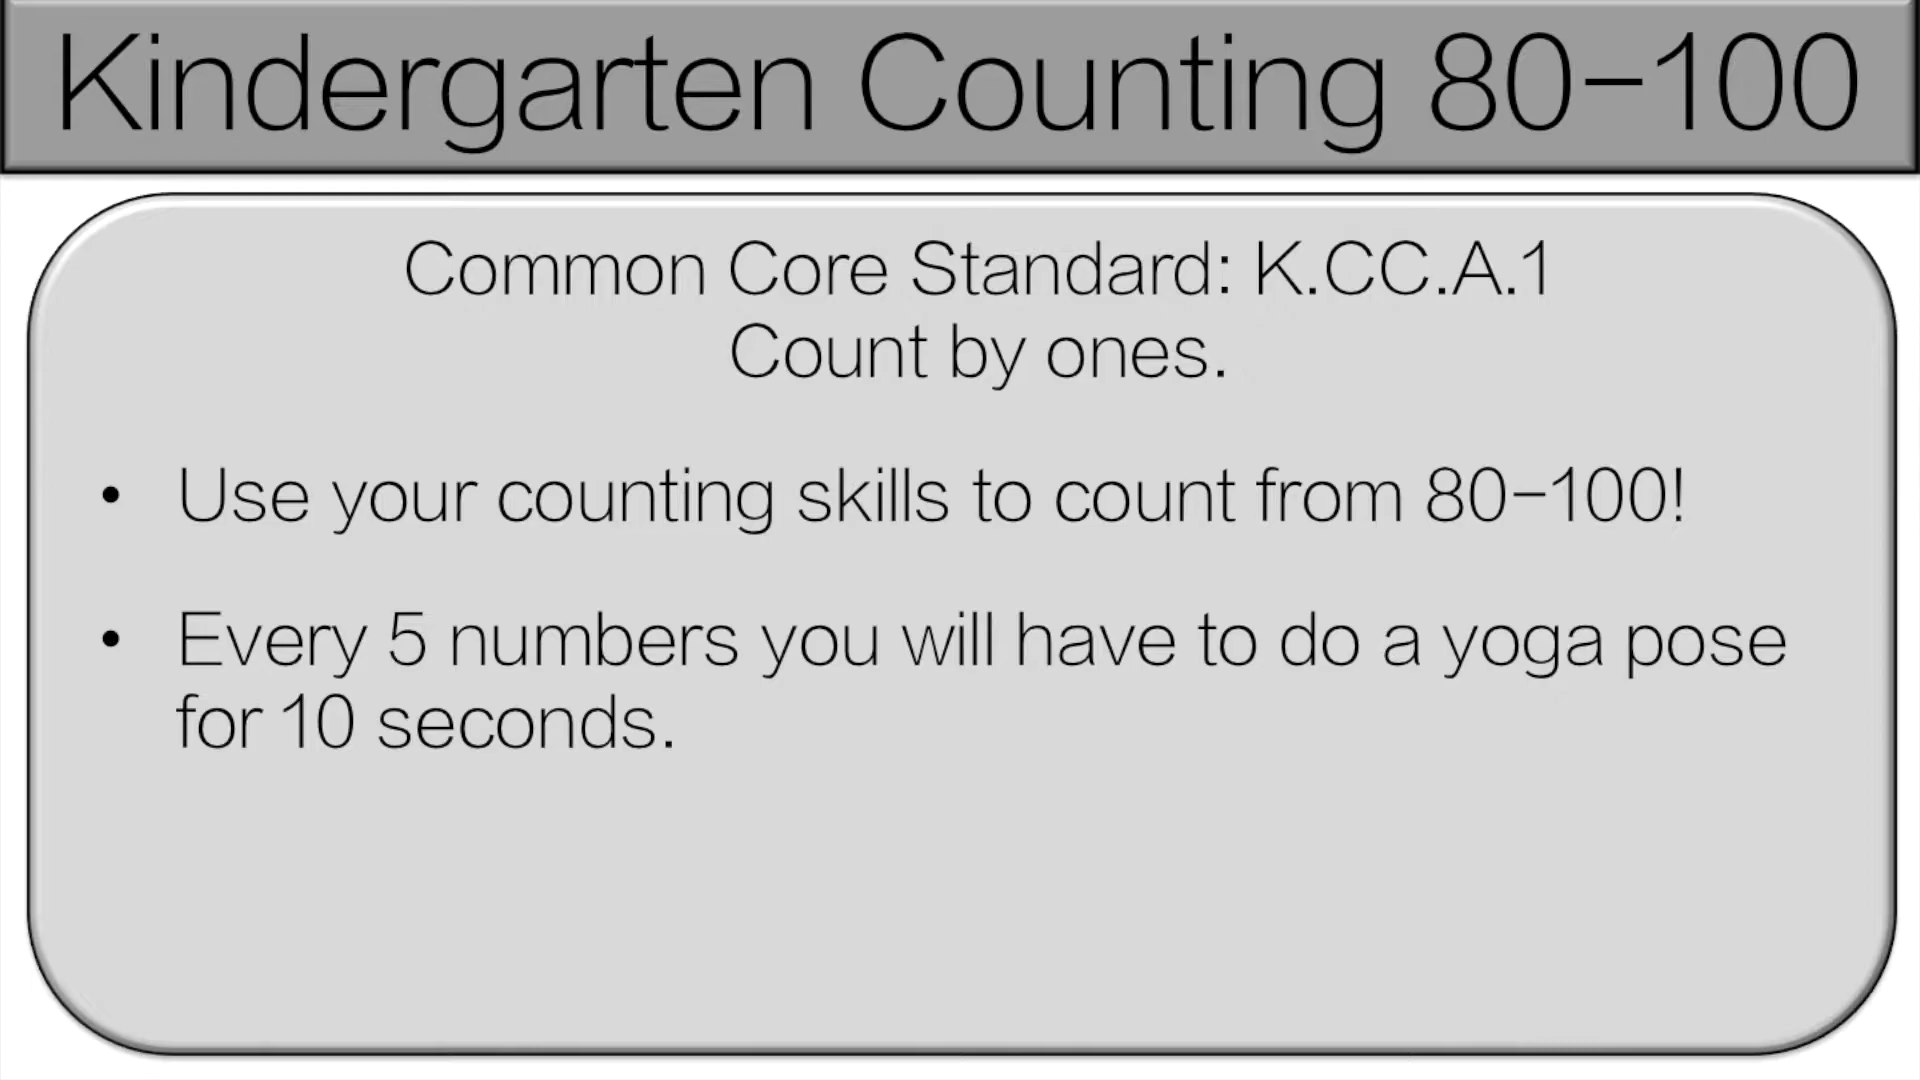 Kindergarten Counting 80-100
Common Core Standard: K.CC.A.1
Count by ones.
• Use your counting skills to count from 80-100!
• Every 5 numbers you will have to do a yoga pose
for 10 seconds.